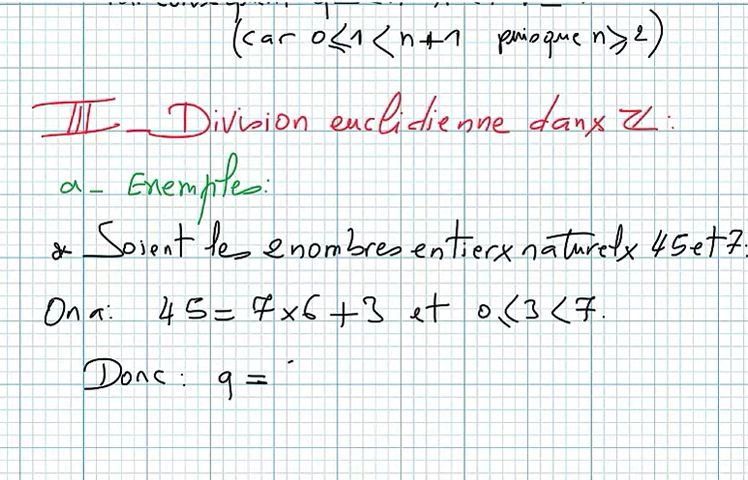 (car 0⩽1<n+1 puisque n⩾2)
III - Division euclidienne dans ℤ :
a - Exemples:
* Soient les 2 nombres entiers naturels 45 et 7:
On a: 45 = 7×6+3 et 0⩽3<7.
Donc: q =